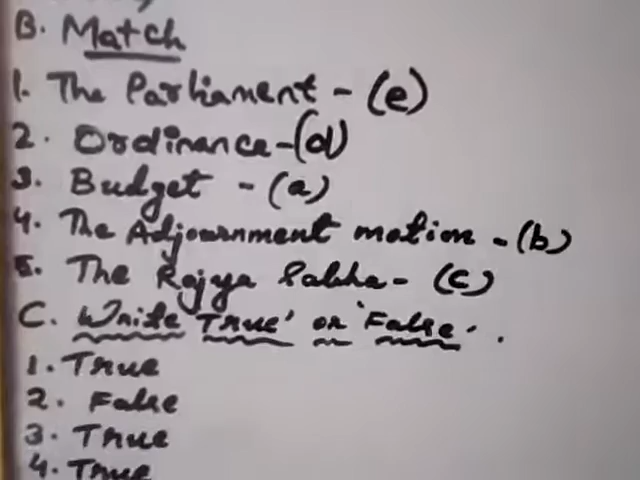 B. Match
1. The Parliament - (e)
2. Ordinance - (d)
3. Budget - (a)
4. The Adjournment motion - (b)
5. The Rajya Sabha - (c)
C. Write 'True' or 'False'.
1. True
2. False
3. True
4. True